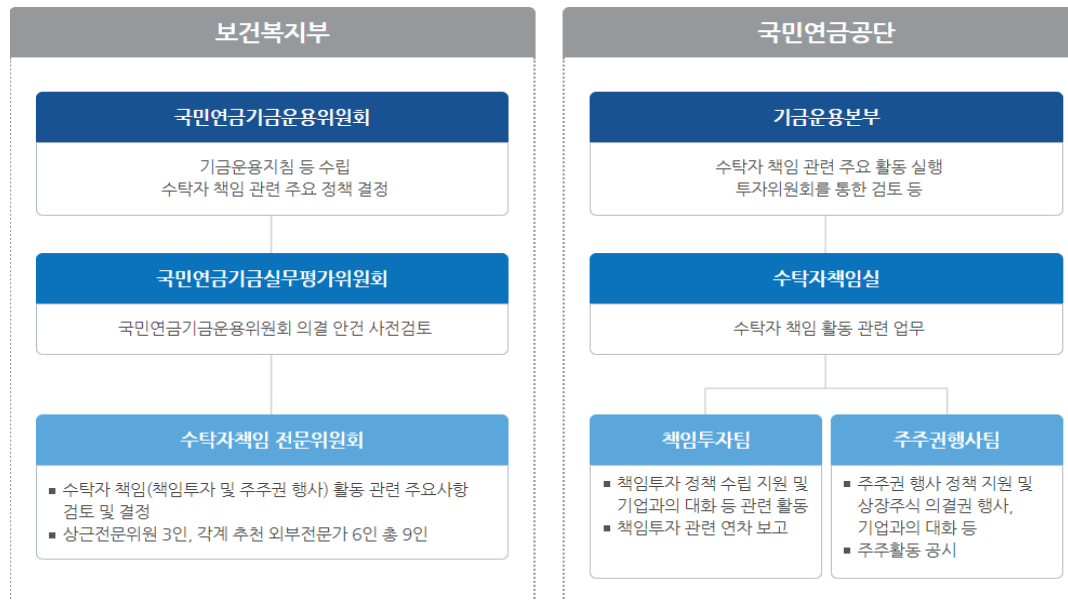 보건복지부
국민연금기금운용위원회
기금운용지침 등 수립
수탁자 책임 관련 주요 정책 결정
국민연금기금실무평가위원회
국민연금기금운용위원회 의결 안건 사전검토
수탁자책임 전문위원회
▪ 수탁자 책임(책임투자 및 주주권 행사) 활동 관련 주요사항
검토 및 결정
▪ 상근전문위원 3인, 각계 추천 외부전문가 6인 총 9인
국민연금공단
기금운용본부
수탁자 책임 관련 주요 활동 실행
투자위원회를 통한 검토 등
수탁자책임실
수탁자 책임 활동 관련 업무
책임투자팀
▪ 책임투자 정책 수립 지원 및
기업과의 대화 등 관련 활동
▪ 책임투자 관련 연차 보고
주주권행사팀
▪ 주주권 행사 정책 지원 및
상장주식 의결권 행사,
기업과의 대화 등
▪ 주주활동 공시